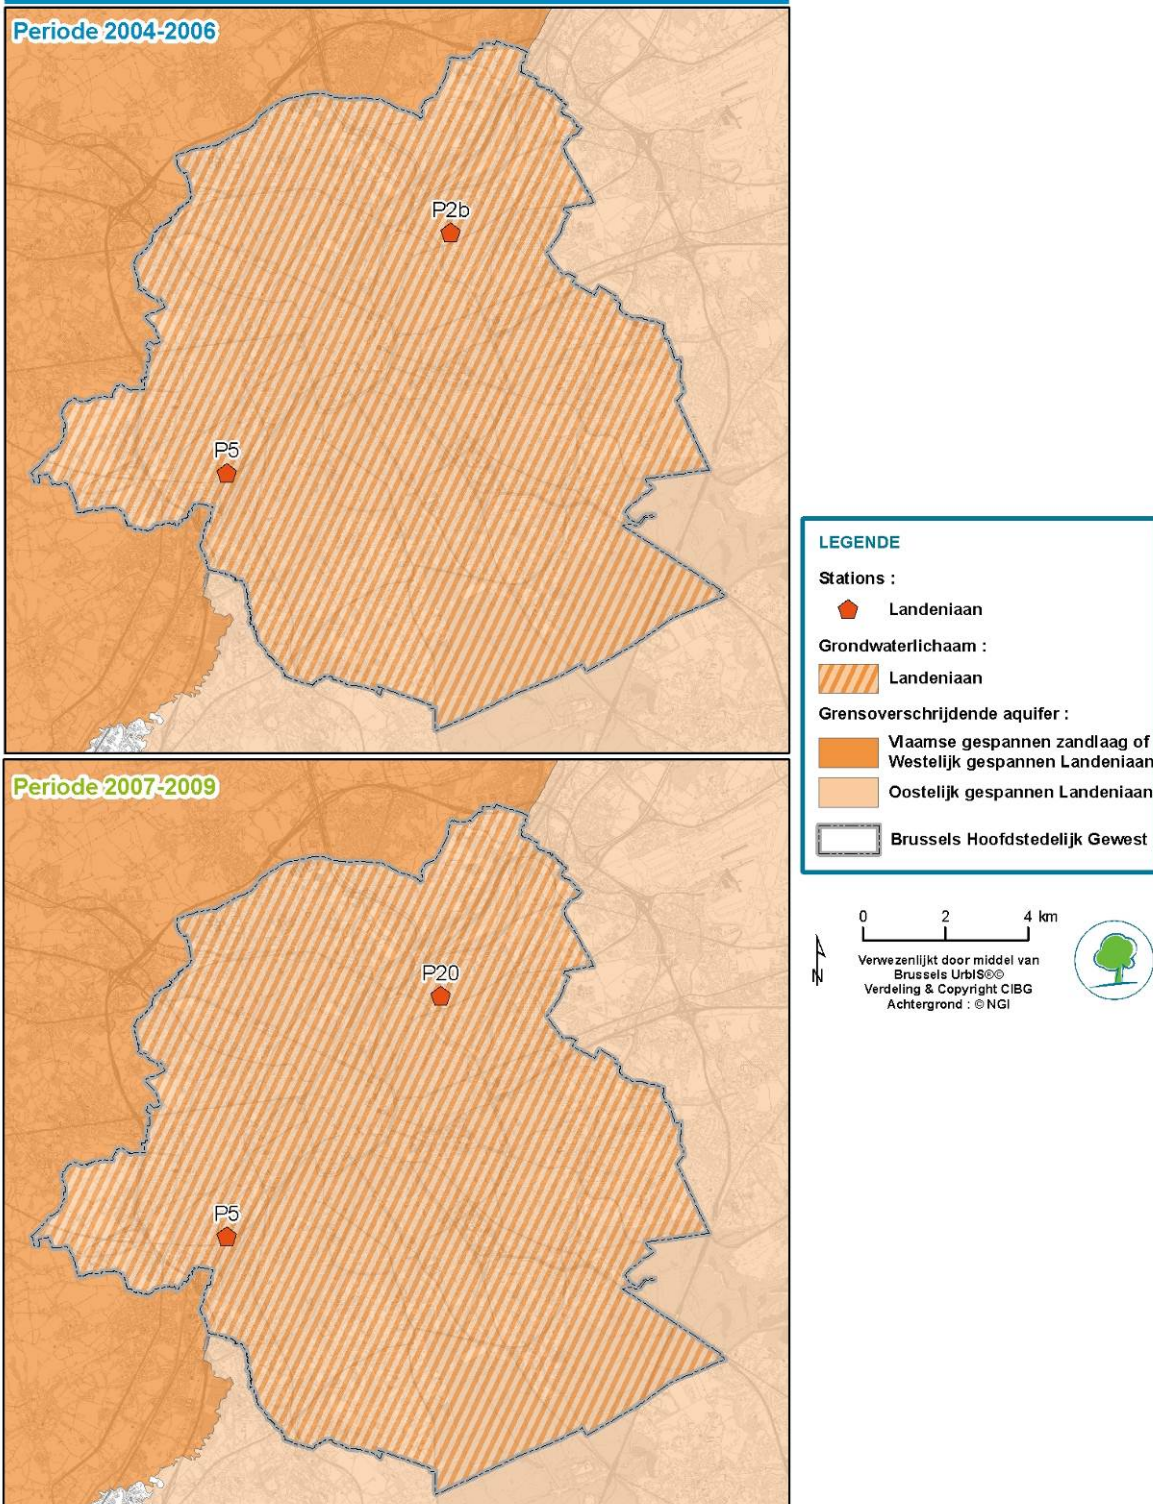 Periode 2004-2006
P2b
P5
LEGENDE
Stations :
Landeniaan
Grondwaterlichaam :
Landeniaan
Grensoverschrijdende aquifer :
Vlaamse gespannen zandlaag of
Westelijk gespannen Landeniaan
Oostelijk gespannen Landeniaan
Brussels Hoofdstedelijk Gewest
0 2 4 km
N
Verwezenlijkt door middel van
Brussels UrbIS®©
Verdeling & Copyright CIBG
Achtergrond : © NGI
Periode 2007-2009
P20
P5